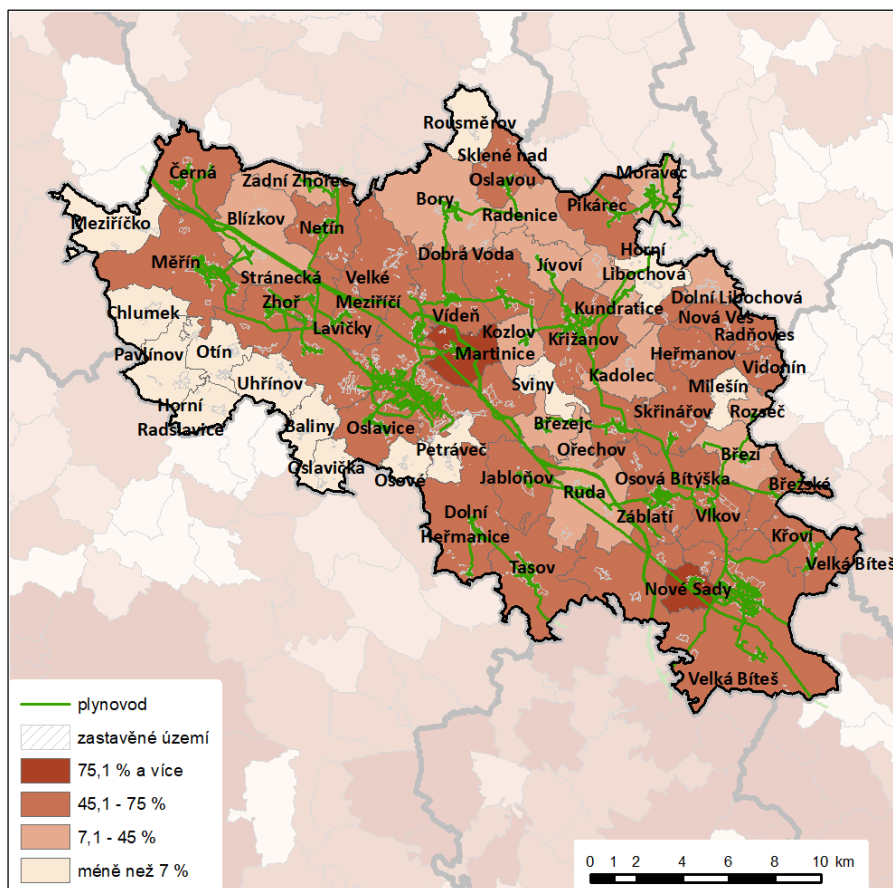 Rousměrov
Sklené nad
Oslavou
Černá
Zadní Zhořec
Moravec
Bory
Radenice
Pikárec
Meziříčko
Blízkov
Netín
Dobrá Voda
Horní
Libochová
Měřín
Stránecká
Zhoř
Velké
Meziříčí
Jívoví
Dolní Libochová
Nová Ves
Chlumek
Lavičky
Vídeň
Kozlov
Kundratice
Křižanov
Radňoves
Pavlínov
Otín
Martinice
Heřmanov
Vidonín
Uhřínov
Sviny
Kadolec
Milešín
Horní
Radslavice
Baliny
Oslavice
Březejc
Skřinářov
Rozseč
Petráveč
Ořechov
Březí
Oslavička
Osové
Jabloňov
Ruda
Osová Bítýška
Březské
Dolní
Heřmanice
Záblatí
Vlkov
Křoví
Tasov
Velká Bíteš
Nové Sady
Velká Bíteš
plynovod
zastavěné území
75,1 % a více
45,1 - 75 %
7,1 - 45 %
méně než 7 %
0 1 2 4 6 8 10 km